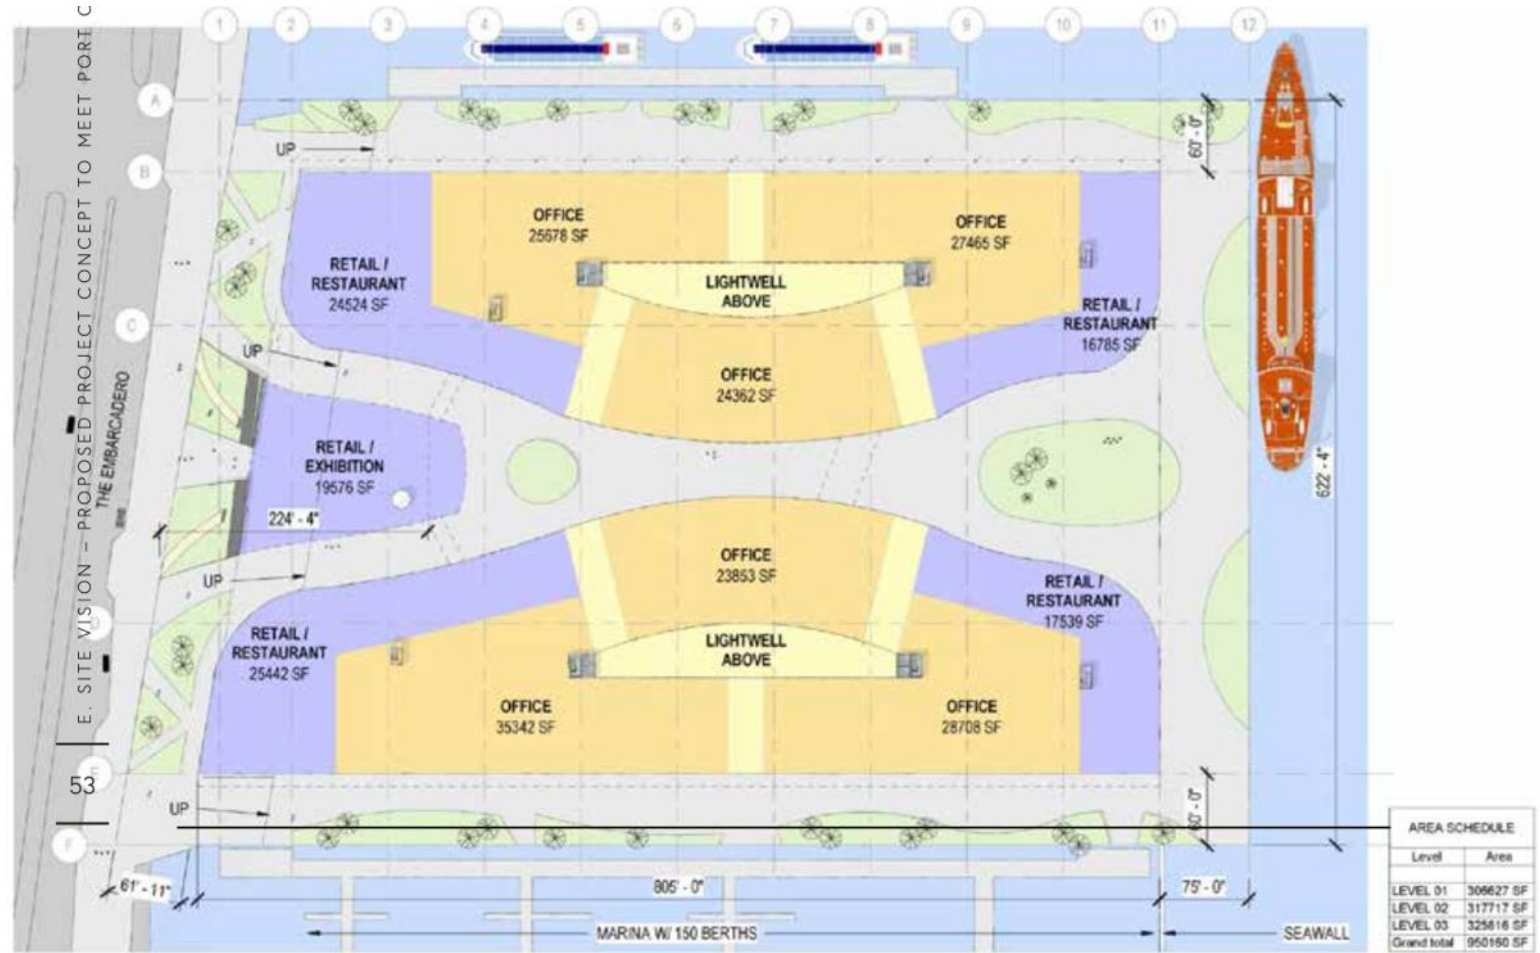 1 2 3 4 5 6 7 8 9 10 11 12
A
B
C
D
E
F
E. SITE VISION – PROPOSED PROJECT CONCEPT TO MEET PORT C
53
THE EMBARCADERO
UP
60' - 0"
OFFICE
25678 SF
OFFICE
27465 SF
RETAIL /
RESTAURANT
24524 SF
LIGHTWELL
ABOVE
RETAIL /
RESTAURANT
16785 SF
UP
OFFICE
24362 SF
RETAIL /
EXHIBITION
19576 SF
224' - 4"
622' - 4"
UP
OFFICE
23853 SF
RETAIL /
RESTAURANT
17539 SF
RETAIL /
RESTAURANT
25442 SF
LIGHTWELL
ABOVE
OFFICE
35342 SF
OFFICE
28708 SF
UP
60' - 0"
61' - 11"
805' - 0"
75' - 0"
MARINA W/ 150 BERTHS
SEAWALL
AREA SCHEDULE
Level Area
LEVEL 01 306627 SF
LEVEL 02 317717 SF
LEVEL 03 325816 SF
Grand total 950160 SF